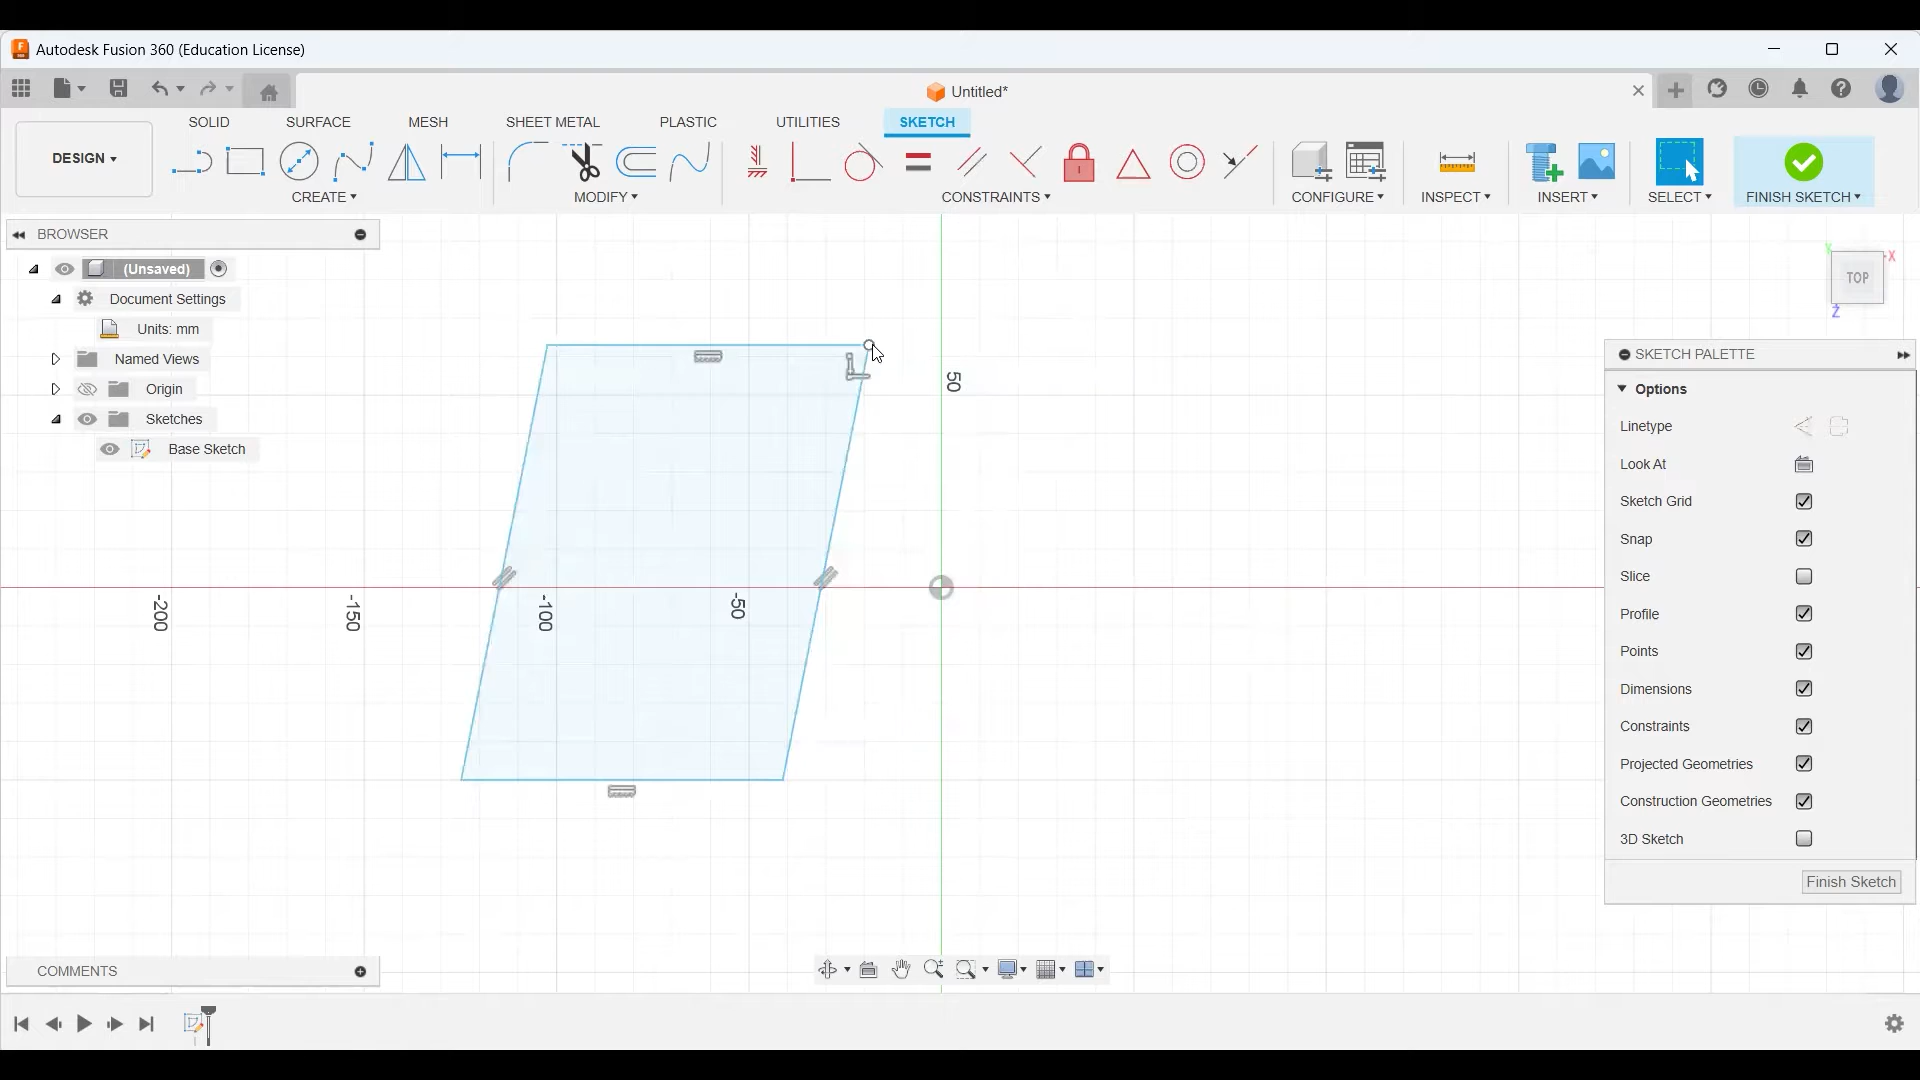 Autodesk Fusion 360 (Education License)
Untitled*
SOLID SURFACE MESH SHEET METAL PLASTIC UTILITIES SKETCH
DESIGN
CREATE MODIFY CONSTRAINTS CONFIGURE INSPECT INSERT SELECT FINISH SKETCH
BROWSER
(Unsaved)
Document Settings
Units: mm
Named Views
Origin
Sketches
Base Sketch
50
-200 -150 -100 -50
Y X
TOP
Z
SKETCH PALETTE
Options
Linetype
Look At
Sketch Grid
Snap
Slice
Profile
Points
Dimensions
Constraints
Projected Geometries
Construction Geometries
3D Sketch
Finish Sketch
COMMENTS